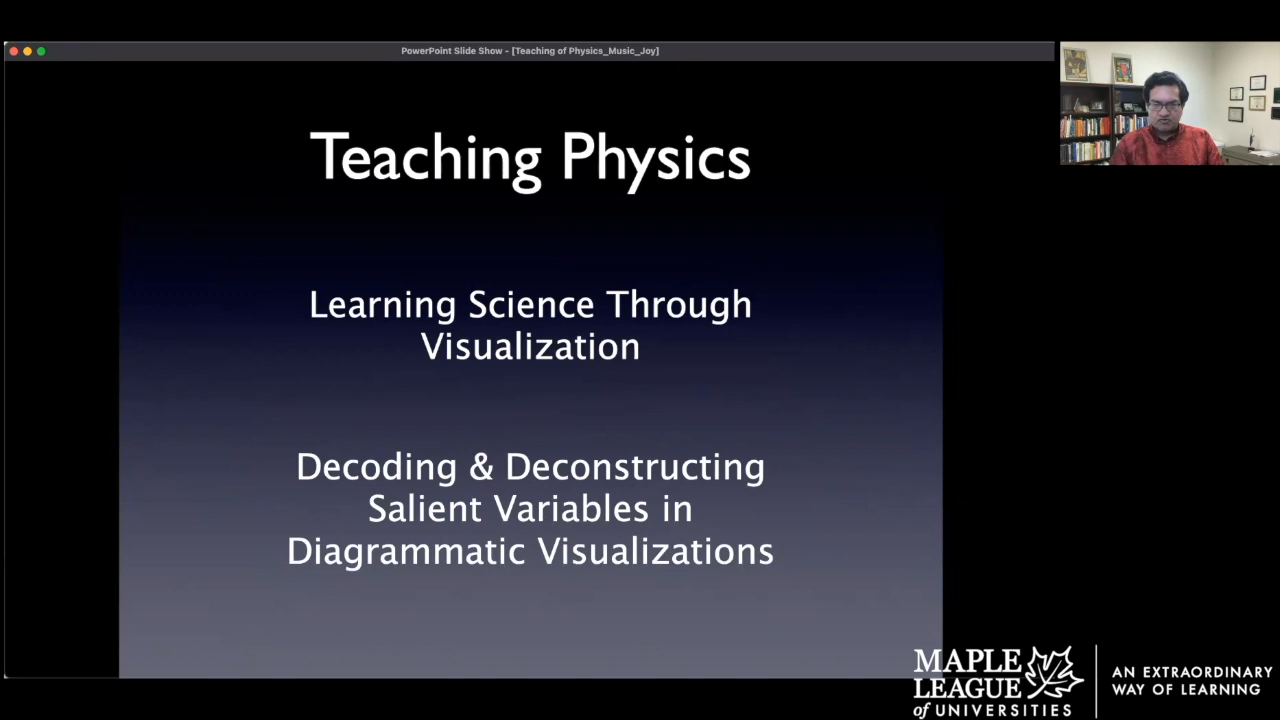 PowerPoint Slide Show - [Teaching of Physics_Music_Joy]
Teaching Physics
Learning Science Through
Visualization
Decoding & Deconstructing
Salient Variables in
Diagrammatic Visualizations
MAPLE
LEAGUE
of UNIVERSITIES
AN EXTRAORDINARY
WAY OF LEARNING